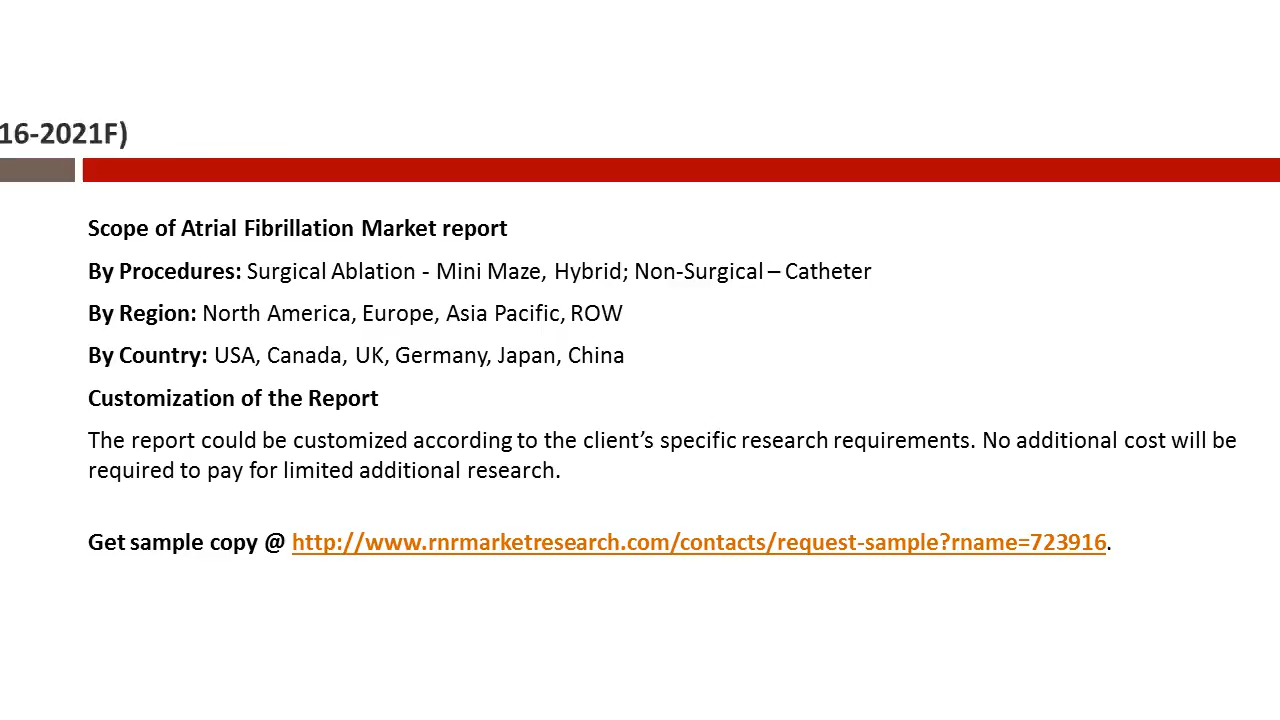 16-2021F)
Scope of Atrial Fibrillation Market report
By Procedures: Surgical Ablation - Mini Maze, Hybrid; Non-Surgical – Catheter
By Region: North America, Europe, Asia Pacific, ROW
By Country: USA, Canada, UK, Germany, Japan, China
Customization of the Report
The report could be customized according to the client’s specific research requirements. No additional cost will be
required to pay for limited additional research.
Get sample copy @ http://www.rnrmarketresearch.com/contacts/request-sample?rname=723916.